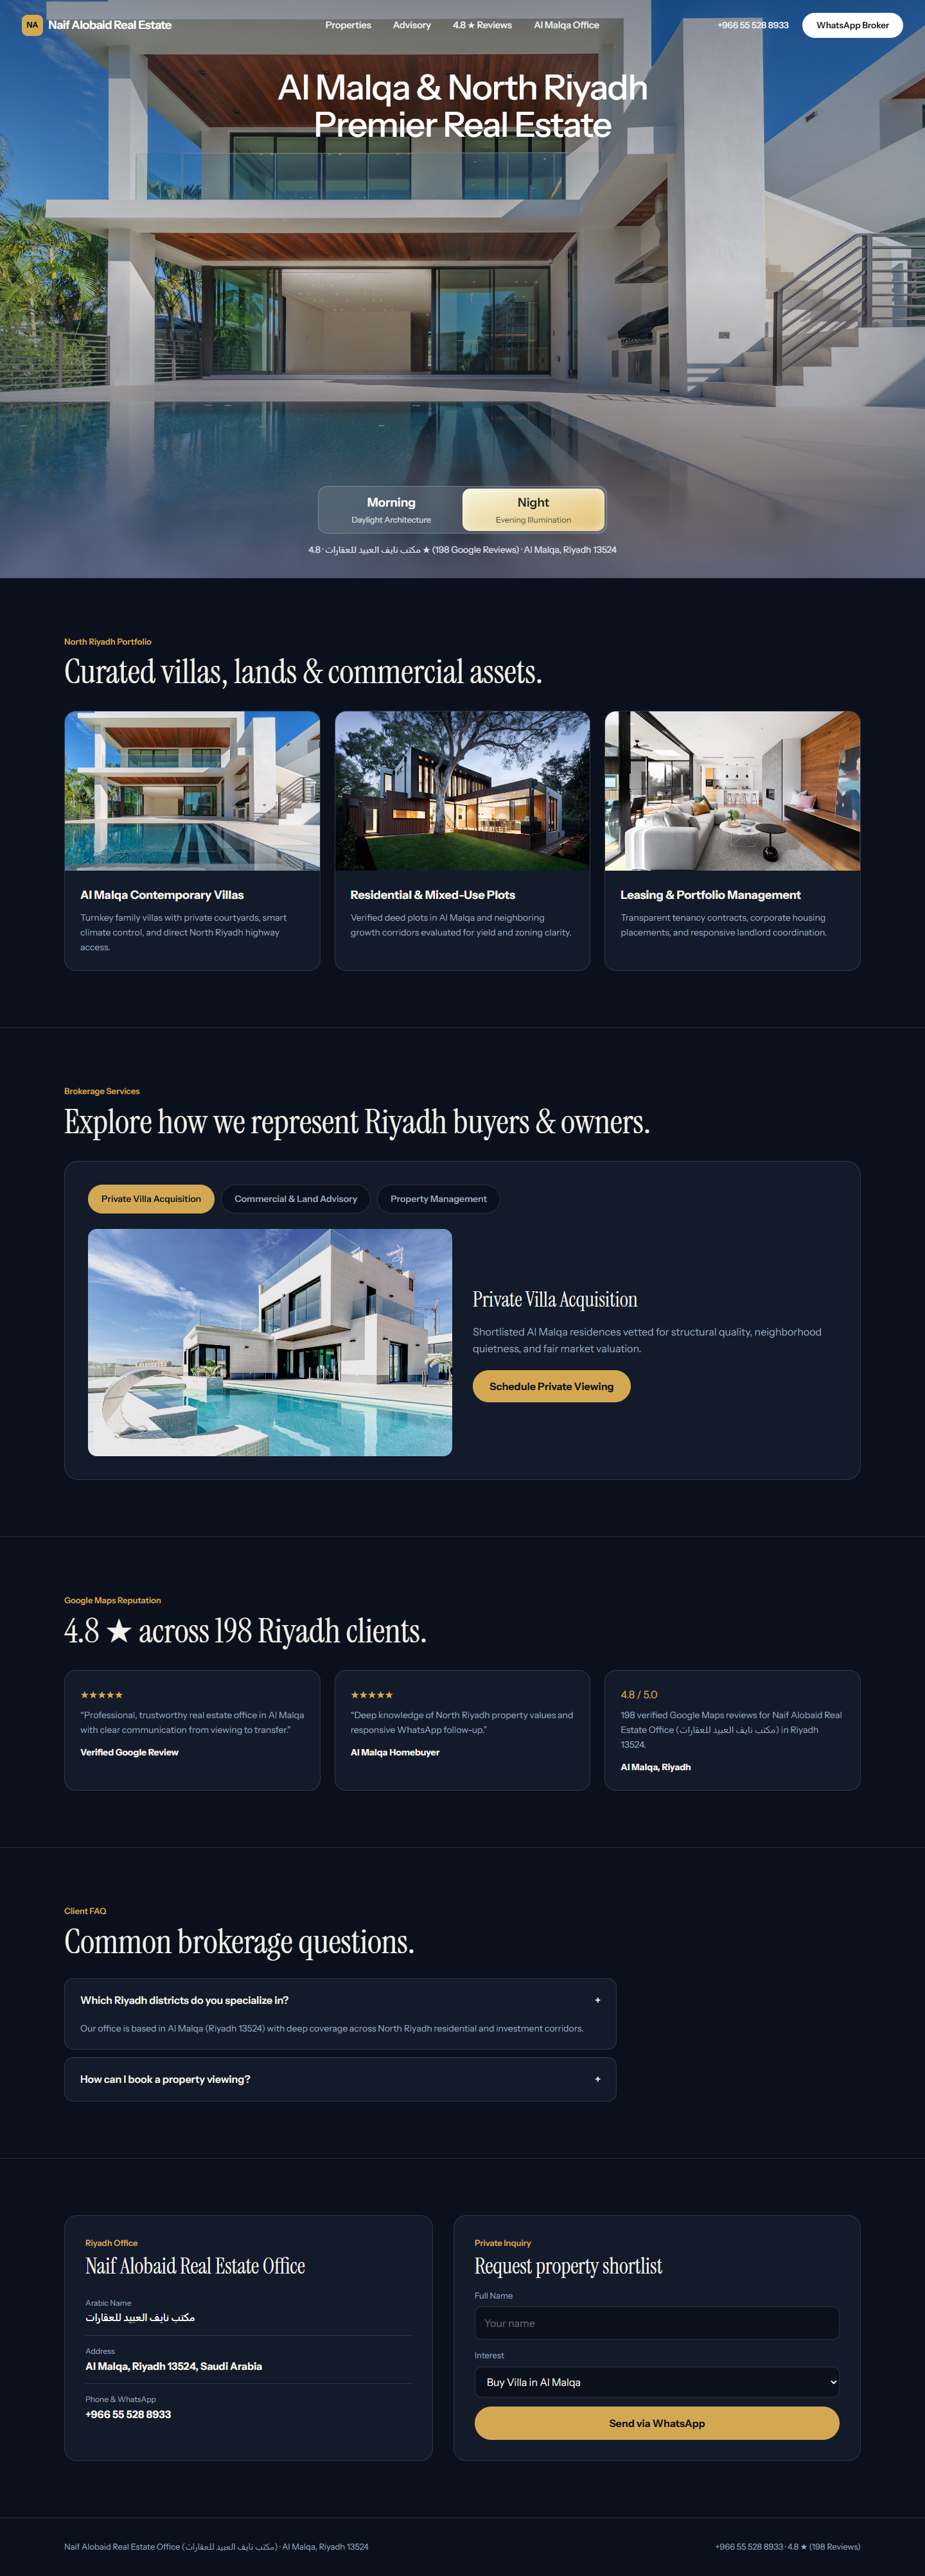 NA Naif Alobaid Real Estate Properties Advisory 4.8 ★ Reviews Al Malqa Office +966 55 528 8933 WhatsApp Broker
Al Malqa & North Riyadh
Premier Real Estate
Morning
Daylight Architecture
Night
Evening Illumination
4.8 · مكتب نايف العبيد للعقارات ★ (198 Google Reviews) · Al Malqa, Riyadh 13524
North Riyadh Portfolio
Curated villas, lands & commercial assets.
Al Malqa Contemporary Villas
Turnkey family villas with private courtyards, smart
climate control, and direct North Riyadh highway
access.
Residential & Mixed-Use Plots
Verified deed plots in Al Malqa and neighboring
growth corridors evaluated for yield and zoning clarity.
Leasing & Portfolio Management
Transparent tenancy contracts, corporate housing
placements, and responsive landlord coordination.
Brokerage Services
Explore how we represent Riyadh buyers & owners.
Private Villa Acquisition Commercial & Land Advisory Property Management
Private Villa Acquisition
Shortlisted Al Malqa residences vetted for structural quality, neighborhood
quietness, and fair market valuation.
Schedule Private Viewing
Google Maps Reputation
4.8 ★ across 198 Riyadh clients.
★★★★★
"Professional, trustworthy real estate office in Al Malqa
with clear communication from viewing to transfer."
Verified Google Review
★★★★★
"Deep knowledge of North Riyadh property values and
responsive WhatsApp follow-up."
Al Malqa Homebuyer
4.8 / 5.0
198 verified Google Maps reviews for Naif Alobaid Real
Estate Office (مكتب نايف العبيد للعقارات) in Riyadh
13524.
Al Malqa, Riyadh
Client FAQ
Common brokerage questions.
Which Riyadh districts do you specialize in? +
Our office is based in Al Malqa (Riyadh 13524) with deep coverage across North Riyadh residential and investment corridors.
How can I book a property viewing? +
Riyadh Office
Naif Alobaid Real Estate Office
Arabic Name
مكتب نايف العبيد للعقارات
Address
Al Malqa, Riyadh 13524, Saudi Arabia
Phone & WhatsApp
+966 55 528 8933
Private Inquiry
Request property shortlist
Full Name
Your name
Interest
Buy Villa in Al Malqa
Send via WhatsApp
Naif Alobaid Real Estate Office (مكتب نايف العبيد للعقارات) · Al Malqa, Riyadh 13524
+966 55 528 8933 · 4.8 ★ (198 Reviews)